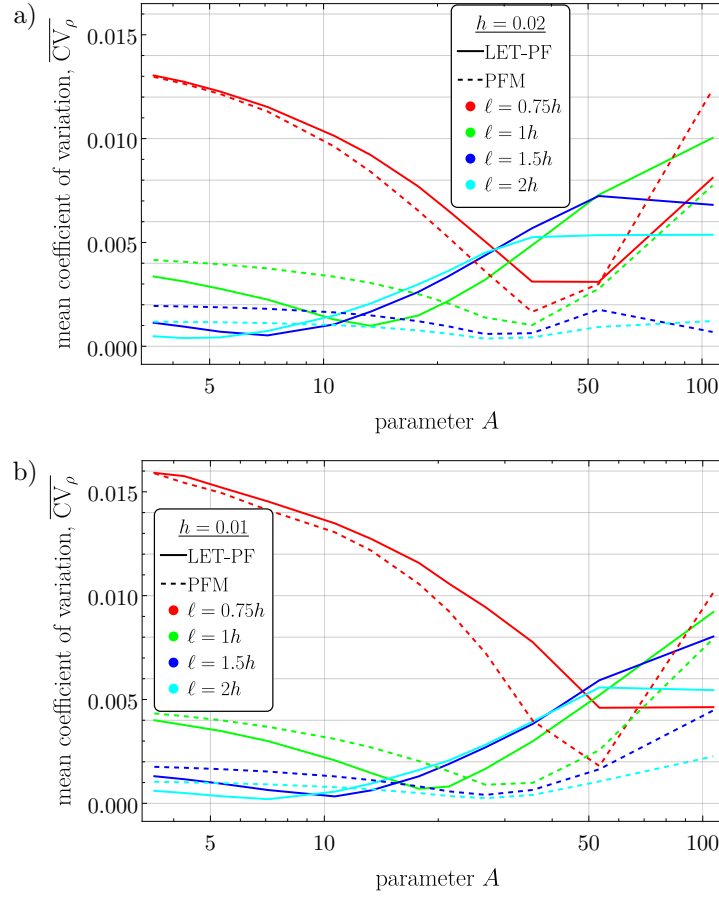 a)
mean coefficient of variation, CV̅_ρ
0.015
0.010
0.005
0.000
h = 0.02
LET-PF
PFM
ℓ = 0.75h
ℓ = 1h
ℓ = 1.5h
ℓ = 2h
5 10 50 100
parameter A
b)
mean coefficient of variation, CV̅_ρ
0.015
0.010
0.005
0.000
h = 0.01
LET-PF
PFM
ℓ = 0.75h
ℓ = 1h
ℓ = 1.5h
ℓ = 2h
5 10 50 100
parameter A